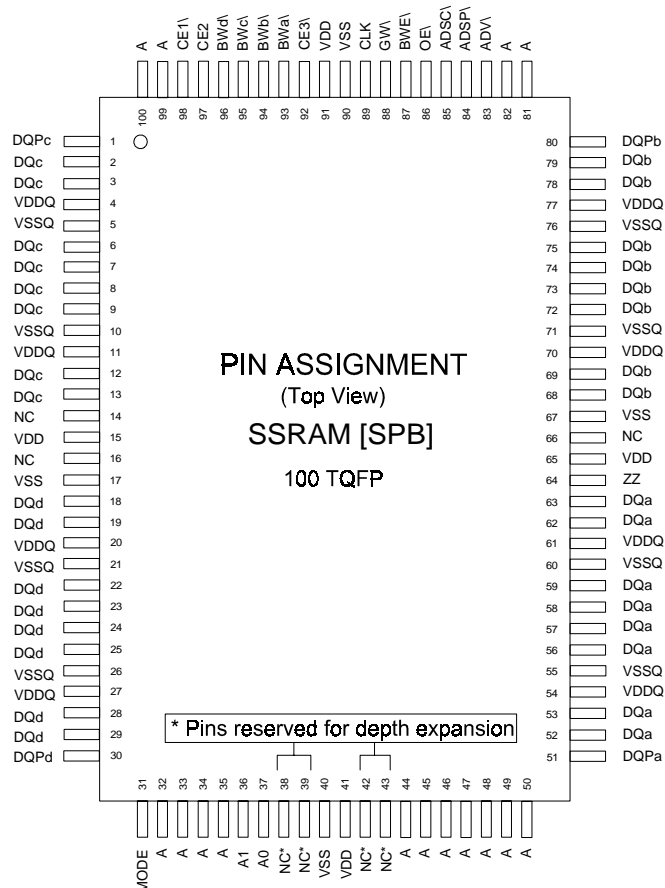 A A CE1\ CE2 BWd\ BWc\ BWb\ BWa\ CE3\ VDD VSS CLK GW\ BWE\ OE\ ADSC\ ADSP\ ADV\ A A
100 99 98 97 96 95 94 93 92 91 90 89 88 87 86 85 84 83 82 81
DQPc 1 80 DQPb
DQc 2 79 DQb
DQc 3 78 DQb
VDDQ 4 77 VDDQ
VSSQ 5 76 VSSQ
DQc 6 75 DQb
DQc 7 74 DQb
DQc 8 73 DQb
DQc 9 72 DQb
VSSQ 10 71 VSSQ
VDDQ 11 70 VDDQ
DQc 12 69 DQb
DQc 13 68 DQb
NC 14 67 VSS
VDD 15 66 NC
NC 16 65 VDD
VSS 17 64 ZZ
DQd 18 63 DQa
DQd 19 62 DQa
VDDQ 20 61 VDDQ
VSSQ 21 60 VSSQ
DQd 22 59 DQa
DQd 23 58 DQa
DQd 24 57 DQa
DQd 25 56 DQa
VSSQ 26 55 VSSQ
VDDQ 27 54 VDDQ
DQd 28 53 DQa
DQd 29 52 DQa
DQPd 30 51 DQPa
PIN ASSIGNMENT
(Top View)
SSRAM [SPB]
100 TQFP
* Pins reserved for depth expansion
31 32 33 34 35 36 37 38 39 40 41 42 43 44 45 46 47 48 49 50
MODE A A A A A1 A0 NC* NC* VSS VDD NC* NC* A A A A A A A